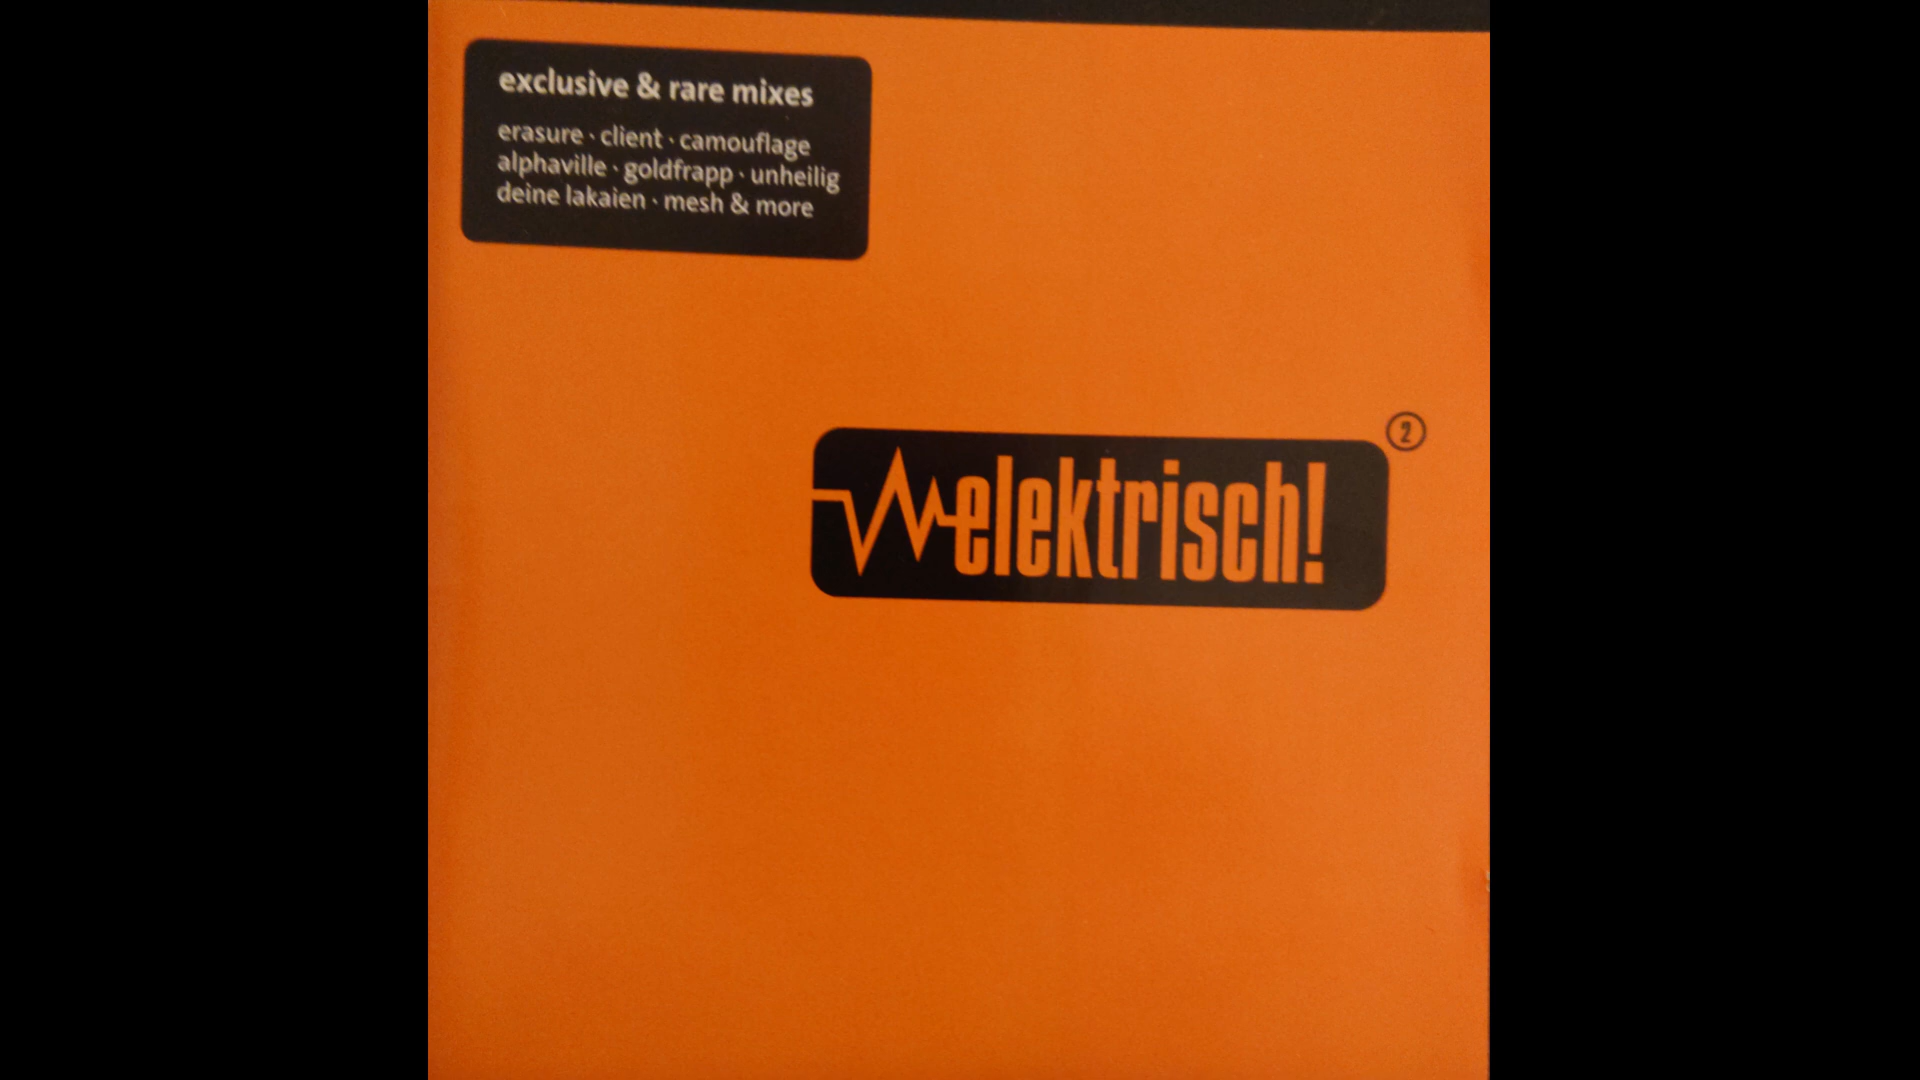 exclusive & rare mixes
erasure · client · camouflage
alphaville · goldfrapp · unheilig
deine lakaien · mesh & more
2
elektrisch!